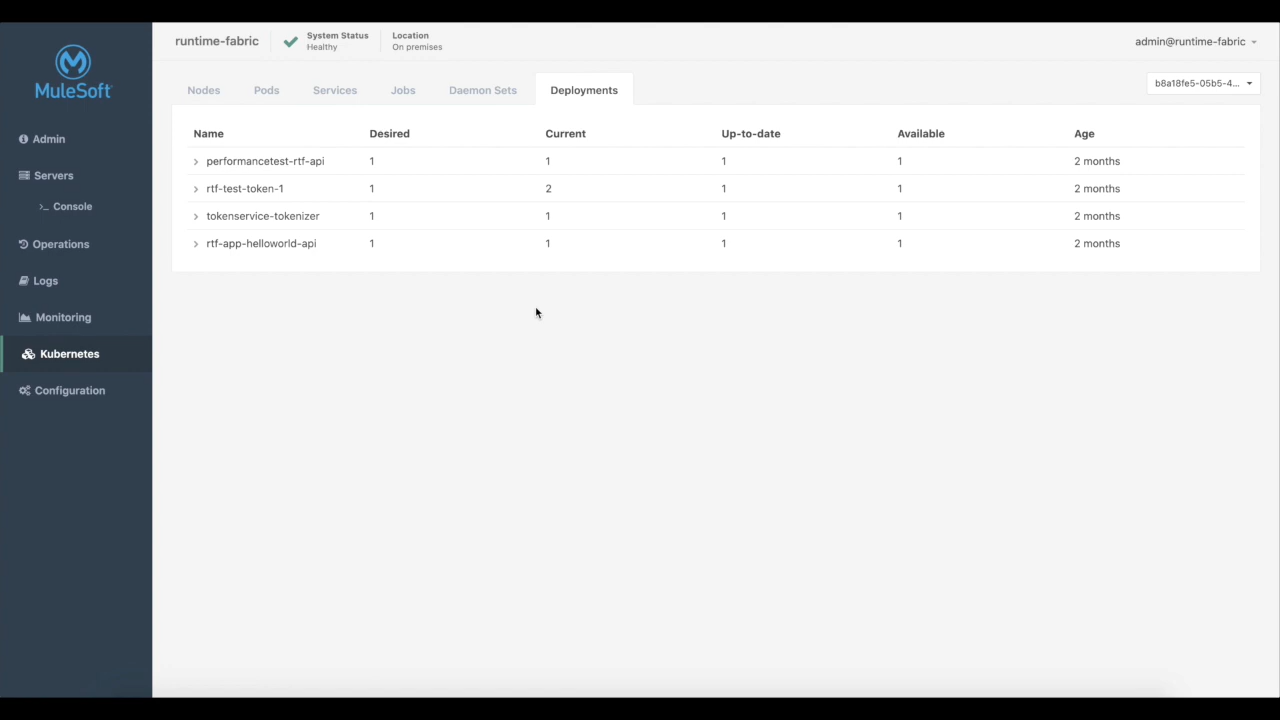 MuleSoft
runtime-fabric
System Status
Healthy
Location
On premises
admin@runtime-fabric
Nodes Pods Services Jobs Daemon Sets Deployments
b8a18fe5-05b5-4...
Admin
Servers
>_ Console
Operations
Logs
Monitoring
Kubernetes
Configuration
Name Desired Current Up-to-date Available Age
performancetest-rtf-api 1 1 1 1 2 months
rtf-test-token-1 1 2 1 1 2 months
tokenservice-tokenizer 1 1 1 1 2 months
rtf-app-helloworld-api 1 1 1 1 2 months